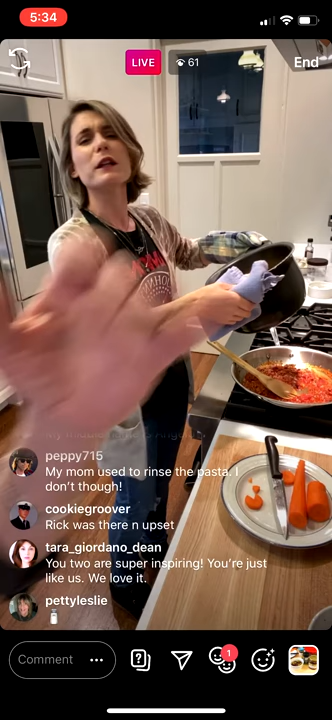 5:34
LIVE
61
End
peppy715
My mom used to rinse the pasta. I
don't though!
cookiegroover
Rick was there n upset
tara_giordano_dean
You two are super inspiring! You're just
like us. We love it.
pettyleslie
Comment
1